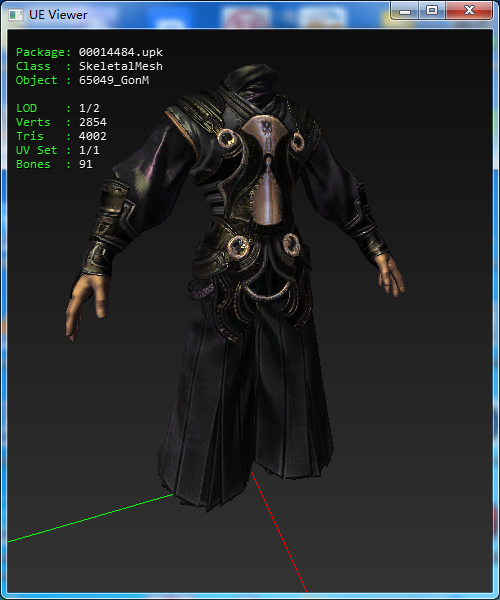 UE Viewer
Package: 00014484.upk
Class : SkeletalMesh
Object : 65049_GonM
LOD : 1/2
Verts : 2854
Tris : 4002
UV Set : 1/1
Bones : 91